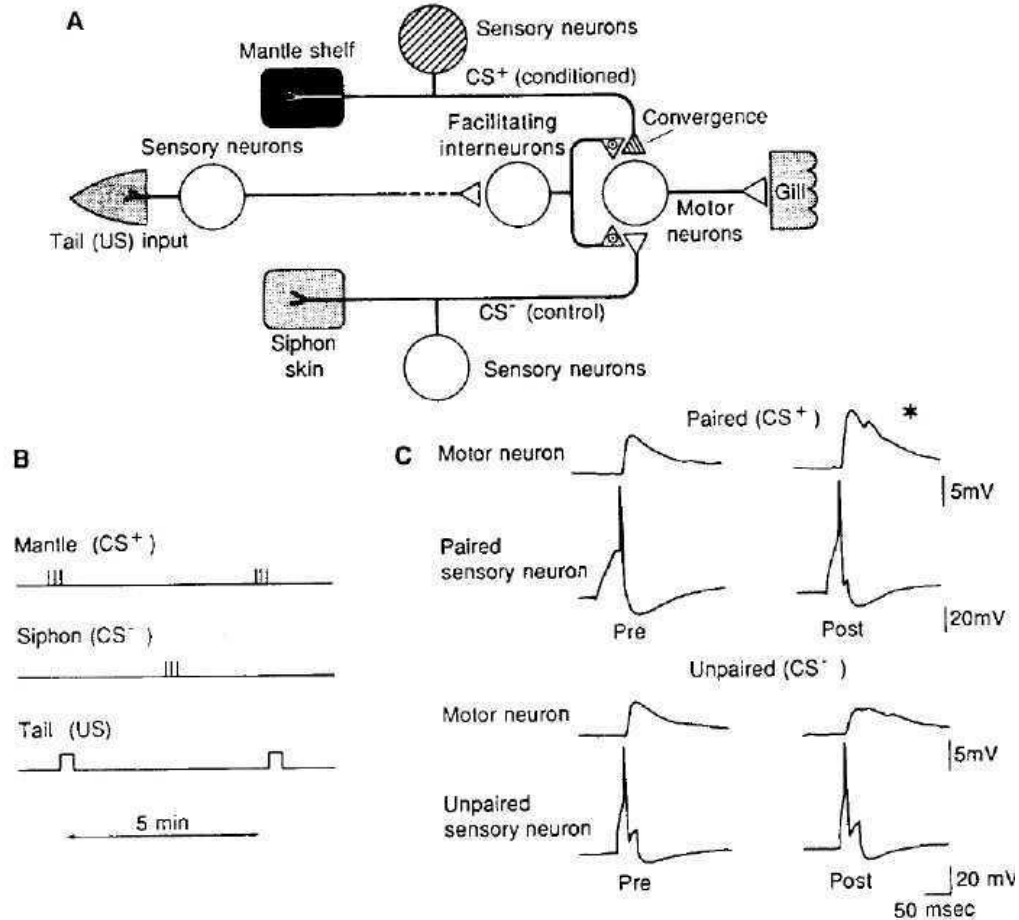 A
Sensory neurons
Mantle shelf
CS+ (conditioned)
Facilitating
interneurons
Convergence
Sensory neurons
Gill
Motor
neurons
Tail (US) input
CS- (control)
Siphon
skin
Sensory neurons
B
Mantle (CS+)
Siphon (CS-)
Tail (US)
5 min
C
Paired (CS+)
*
Motor neuron
5mV
Paired
sensory neuron
20mV
Pre
Post
Unpaired (CS-)
Motor neuron
5mV
Unpaired
sensory neuron
Pre
Post
20 mV
50 msec